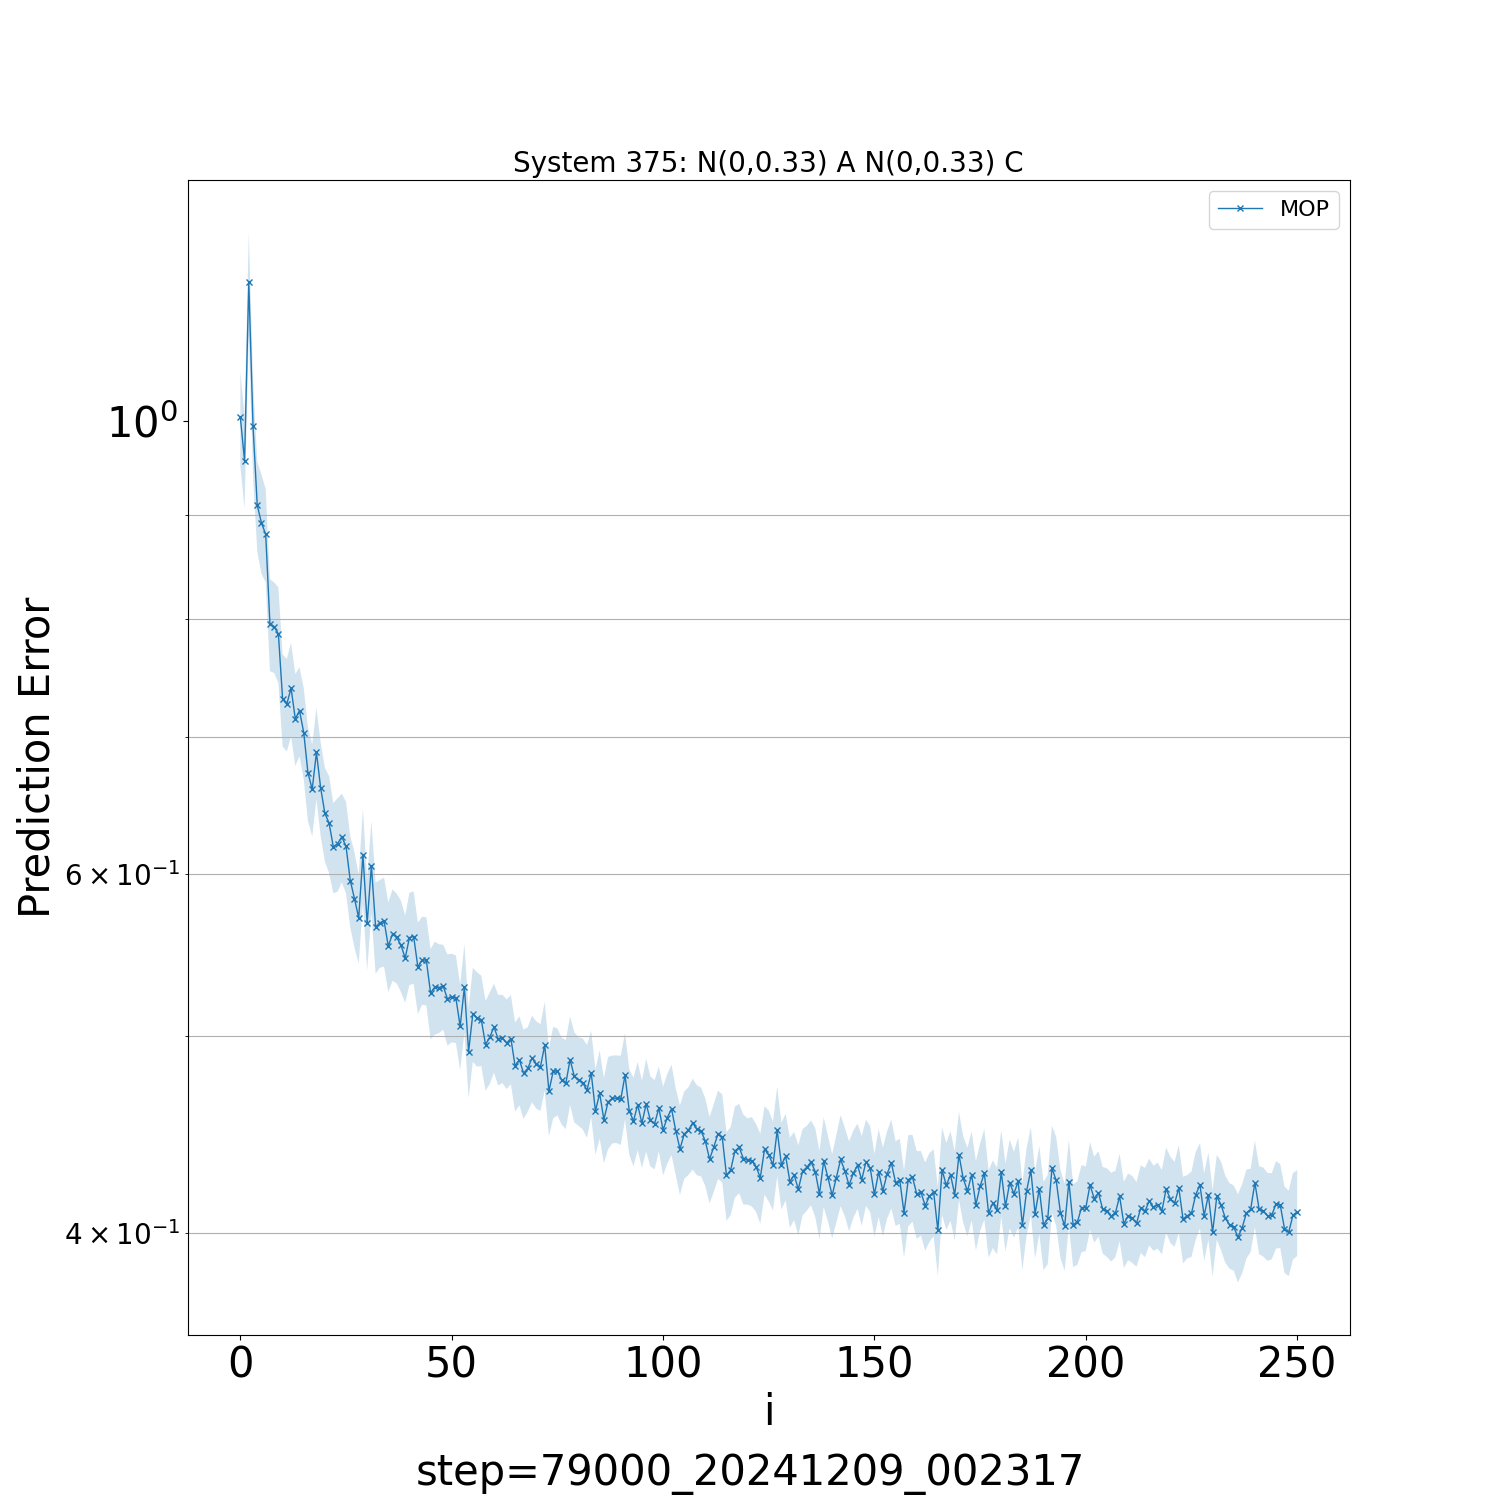 System 375: N(0,0.33) A N(0,0.33) C
MOP
10⁰
6 × 10⁻¹
4 × 10⁻¹
Prediction Error
0 50 100 150 200 250
i
step=79000_20241209_002317